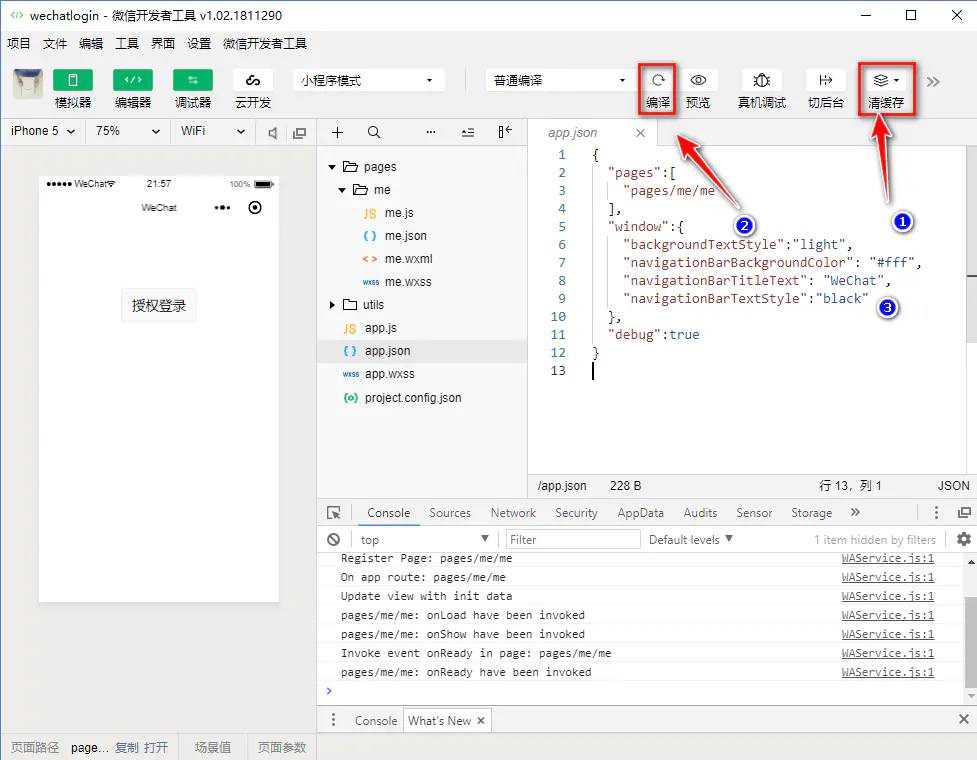 wechatlogin - 微信开发者工具 v1.02.1811290
项目 文件 编辑 工具 界面 设置 微信开发者工具
模拟器 编辑器 调试器 云开发 小程序模式 普通编译 编译 预览 真机调试 切后台 清缓存
iPhone 5 75% WiFi
WeChat 21:57 100%
WeChat
授权登录
pages
me
JS me.js
{ } me.json
< > me.wxml
wxss me.wxss
utils
JS app.js
{ } app.json
wxss app.wxss
{o} project.config.json
app.json
1 {
2 "pages":[
3 "pages/me/me
4 ],
5 "window":{
6 "backgroundTextStyle":"light",
7 "navigationBarBackgroundColor": "#fff",
8 "navigationBarTitleText": "WeChat",
9 "navigationBarTextStyle":"black"
10 },
11 "debug":true
12 }
13
1
2
3
/app.json 228 B 行 13，列 1 JSON
Console Sources Network Security AppData Audits Sensor Storage
top Filter Default levels 1 item hidden by filters
Register Page: pages/me/me WAService.js:1
On app route: pages/me/me WAService.js:1
Update view with init data WAService.js:1
pages/me/me: onLoad have been invoked WAService.js:1
pages/me/me: onShow have been invoked WAService.js:1
Invoke event onReady in page: pages/me/me WAService.js:1
pages/me/me: onReady have been invoked WAService.js:1
Console What's New
页面路径 page... 复制 打开 场景值 页面参数